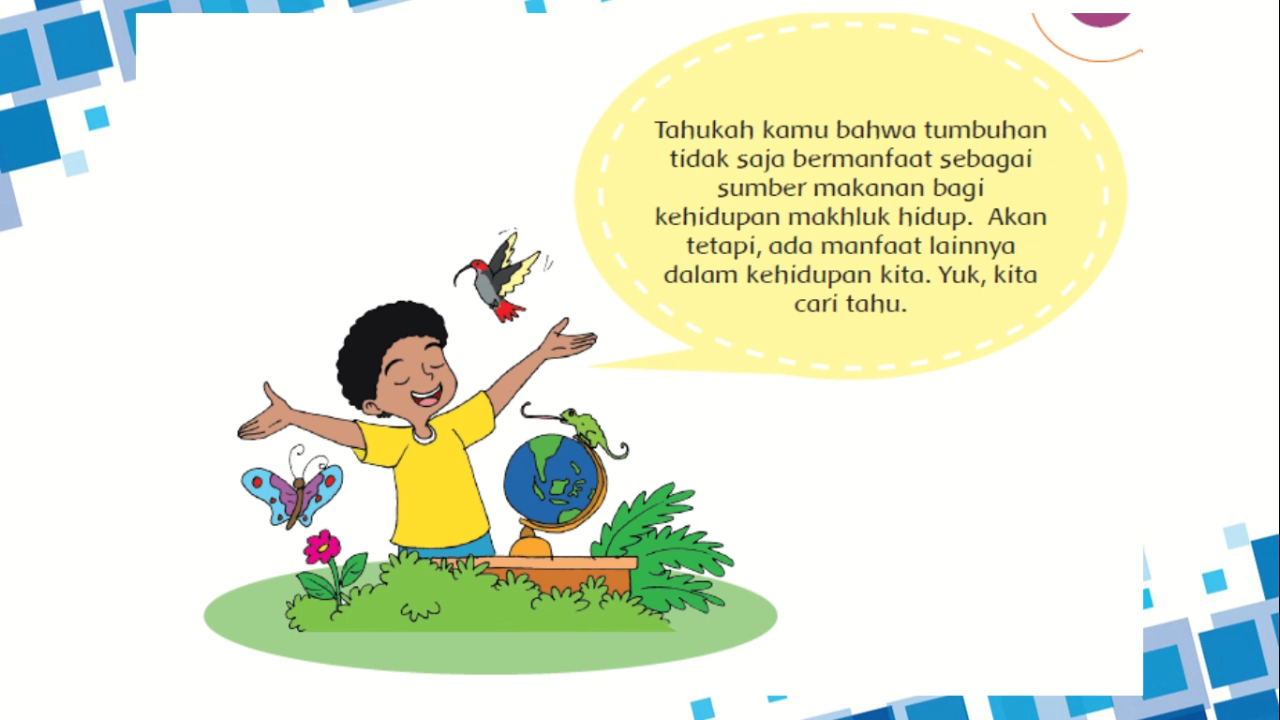 Tahukah kamu bahwa tumbuhan
tidak saja bermanfaat sebagai
sumber makanan bagi
kehidupan makhluk hidup.  Akan
tetapi, ada manfaat lainnya
dalam kehidupan kita. Yuk, kita
cari tahu.